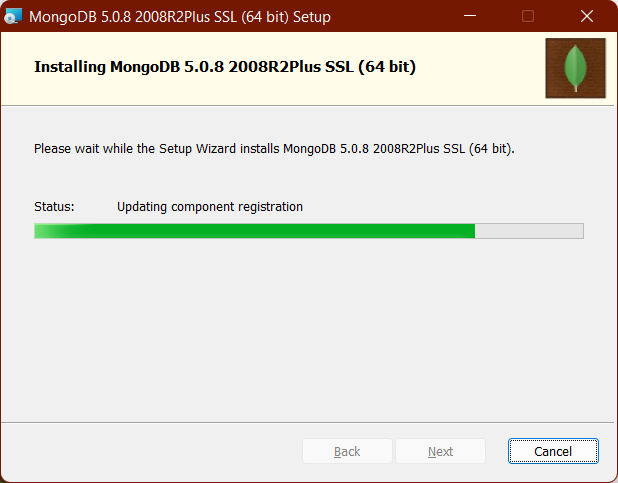 MongoDB 5.0.8 2008R2Plus SSL (64 bit) Setup
Installing MongoDB 5.0.8 2008R2Plus SSL (64 bit)
Please wait while the Setup Wizard installs MongoDB 5.0.8 2008R2Plus SSL (64 bit).
Status: Updating component registration
Back Next Cancel